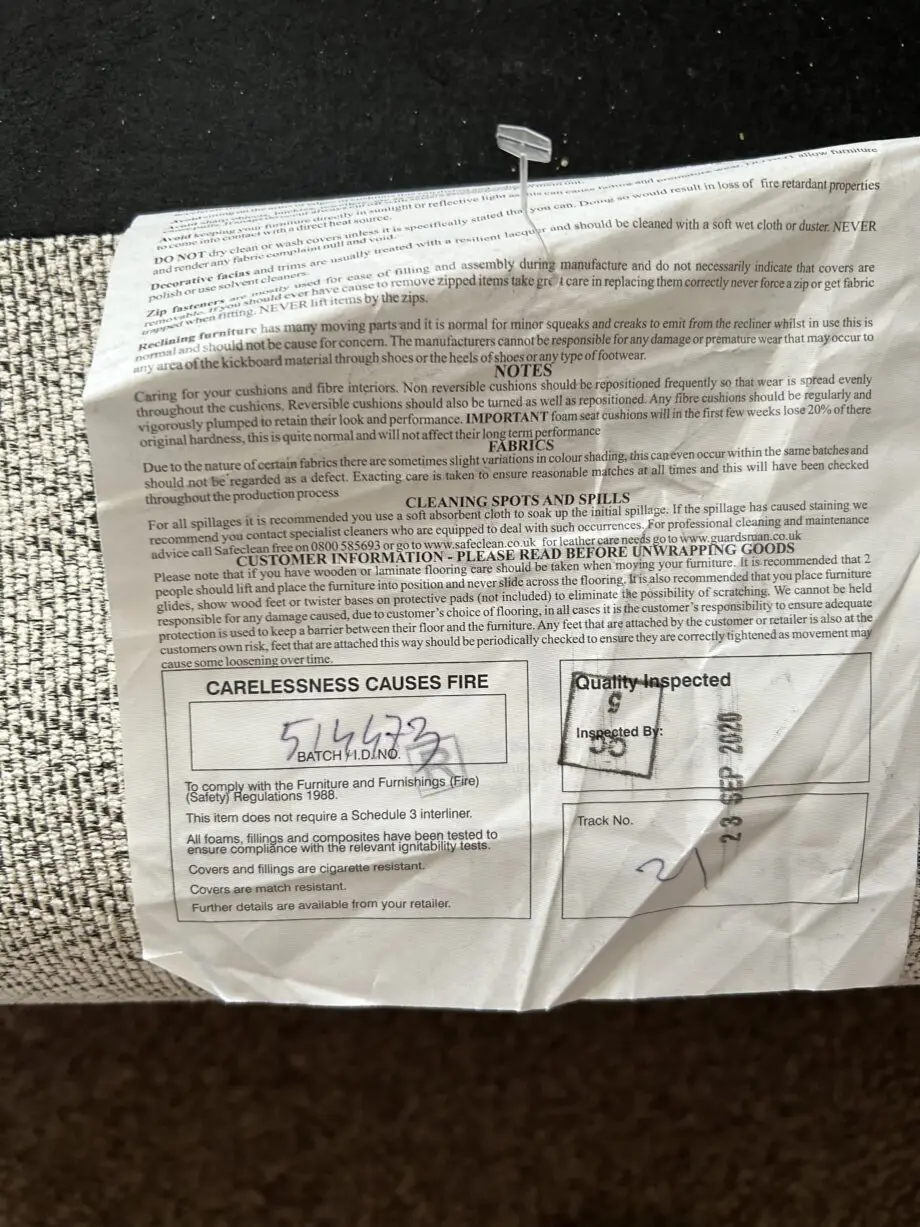 allow furniture
Avoid keeping your furniture directly in sunlight or reflective light as
to come into contact with a direct heat source.
DO NOT dry clean or wash covers unless it is specifically stated that you can. Doing so would result in loss of fire retardant properties
and render any fabric complaint null and void.
Decorative facias and trims are usually treated with a resilient lacquer and should be cleaned with a soft wet cloth or duster. NEVER
polish or use solvent cleaners.
Zip fasteners are mostly used for ease of filling and assembly during manufacture and do not necessarily indicate that covers are
removable. If you should ever have cause to remove zipped items take great care in replacing them correctly never force a zip or get fabric
trapped when fitting. NEVER lift items by the zips.
Reclining furniture has many moving parts and it is normal for minor squeaks and creaks to emit from the recliner whilst in use this is
normal and should not be cause for concern. The manufacturers cannot be responsible for any damage or premature wear that may occur to
any area of the kickboard material through shoes or the heels of shoes or any type of footwear.
NOTES
Caring for your cushions and fibre interiors. Non reversible cushions should be repositioned frequently so that wear is spread evenly
throughout the cushions. Reversible cushions should also be turned as well as repositioned. Any fibre cushions should be regularly and
vigorously plumped to retain their look and performance. IMPORTANT foam seat cushions will in the first few weeks lose 20% of there
original hardness, this is quite normal and will not affect their long term performance
FABRICS
Due to the nature of certain fabrics there are sometimes slight variations in colour shading, this can even occur within the same batches and
should not be regarded as a defect. Exacting care is taken to ensure reasonable matches at all times and this will have been checked
throughout the production process
CLEANING SPOTS AND SPILLS
For all spillages it is recommended you use a soft absorbent cloth to soak up the initial spillage. If the spillage has caused staining we
recommend you contact specialist cleaners who are equipped to deal with such occurrences. For professional cleaning and maintenance
advice call Safeclean free on 0800 585693 or go to www.safeclean.co.uk for leather care needs go to www.guardsman.co.uk
CUSTOMER INFORMATION - PLEASE READ BEFORE UNWRAPPING GOODS
Please note that if you have wooden or laminate flooring care should be taken when moving your furniture. It is recommended that 2
people should lift and place the furniture into position and never slide across the flooring. It is also recommended that you place furniture
glides, show wood feet or twister bases on protective pads (not included) to eliminate the possibility of scratching. We cannot be held
responsible for any damage caused, due to customer's choice of flooring, in all cases it is the customer's responsibility to ensure adequate
protection is used to keep a barrier between their floor and the furniture. Any feet that are attached by the customer or retailer is also at the
customers own risk, feet that are attached this way should be periodically checked to ensure they are correctly tightened as movement may
cause some loosening over time.
CARELESSNESS CAUSES FIRE
514473
BATCH / I.D. NO.
To comply with the Furniture and Furnishings (Fire)
(Safety) Regulations 1988.
This item does not require a Schedule 3 interliner.
All foams, fillings and composites have been tested to
ensure compliance with the relevant ignitability tests.
Covers and fillings are cigarette resistant.
Covers are match resistant.
Further details are available from your retailer.
Quality Inspected
Inspected By:
23 SEP 2020
Track No.
21